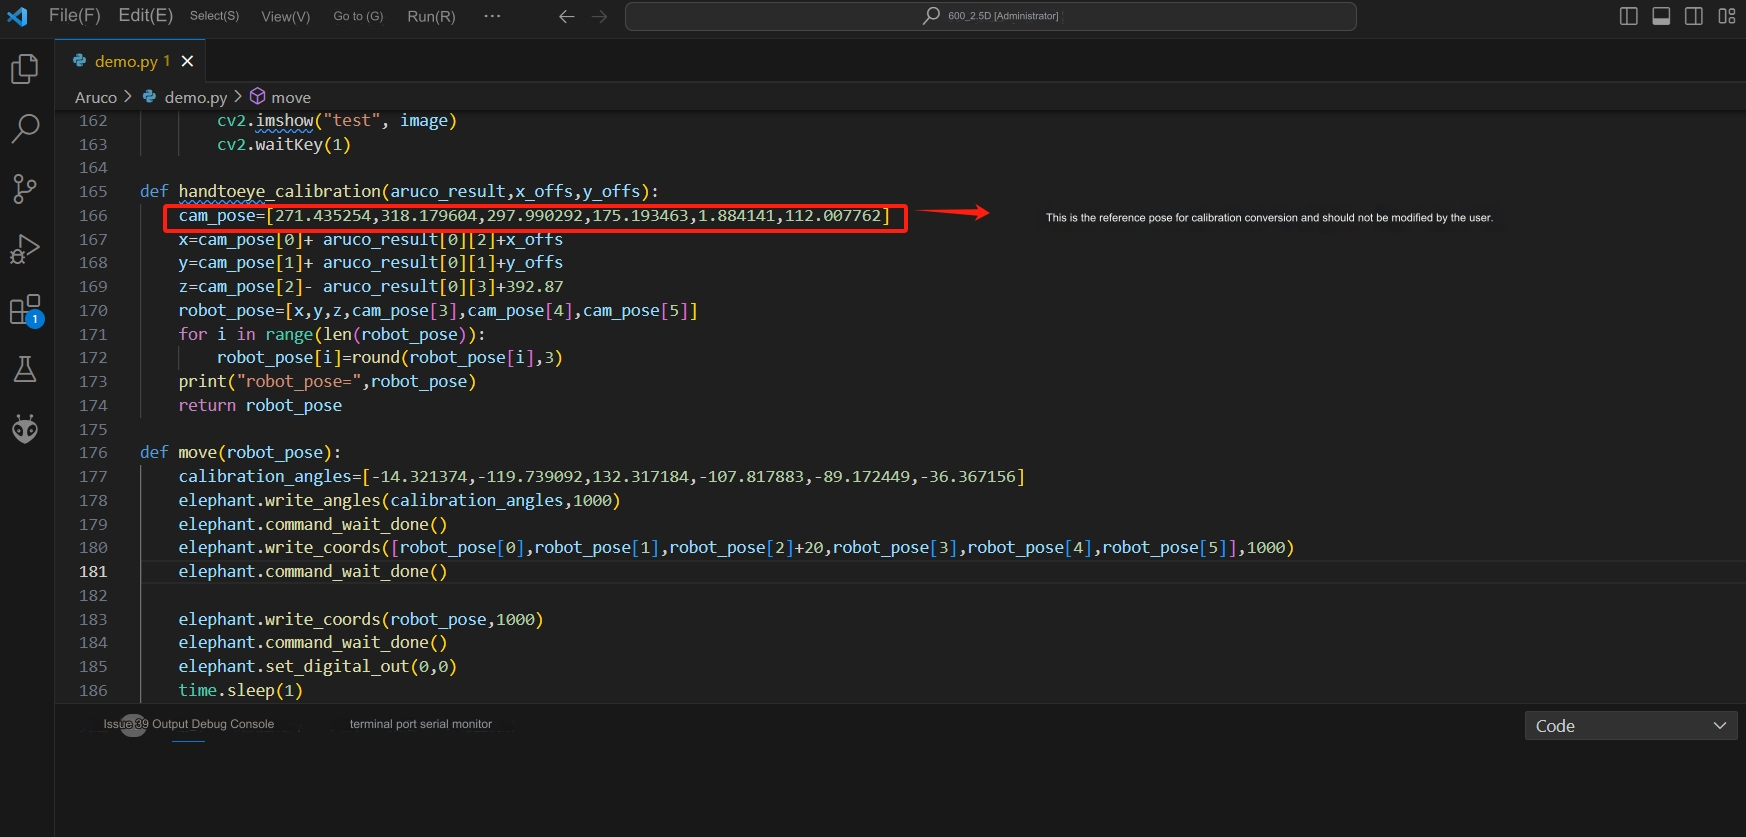 File(F) Edit(E) Select(S) View(V) Go to (G) Run(R) ··· 600_2.5D [Administrator]
demo.py 1
Aruco > demo.py > move
162 cv2.imshow("test", image)
163 cv2.waitKey(1)
164
165 def handtoeye_calibration(aruco_result,x_offs,y_offs):
166 cam_pose=[271.435254,318.179604,297.990292,175.193463,1.884141,112.007762]
This is the reference pose for calibration conversion and should not be modified by the user.
167 x=cam_pose[0]+ aruco_result[0][2]+x_offs
168 y=cam_pose[1]+ aruco_result[0][1]+y_offs
169 z=cam_pose[2]- aruco_result[0][3]+392.87
170 robot_pose=[x,y,z,cam_pose[3],cam_pose[4],cam_pose[5]]
171 for i in range(len(robot_pose)):
172 robot_pose[i]=round(robot_pose[i],3)
173 print("robot_pose=",robot_pose)
174 return robot_pose
175
176 def move(robot_pose):
177 calibration_angles=[-14.321374,-119.739092,132.317184,-107.817883,-89.172449,-36.367156]
178 elephant.write_angles(calibration_angles,1000)
179 elephant.command_wait_done()
180 elephant.write_coords([robot_pose[0],robot_pose[1],robot_pose[2]+20,robot_pose[3],robot_pose[4],robot_pose[5]],1000)
181 elephant.command_wait_done()
182
183 elephant.write_coords(robot_pose,1000)
184 elephant.command_wait_done()
185 elephant.set_digital_out(0,0)
186 time.sleep(1)
1
Issue 39 Output Debug Console terminal port serial monitor
Code